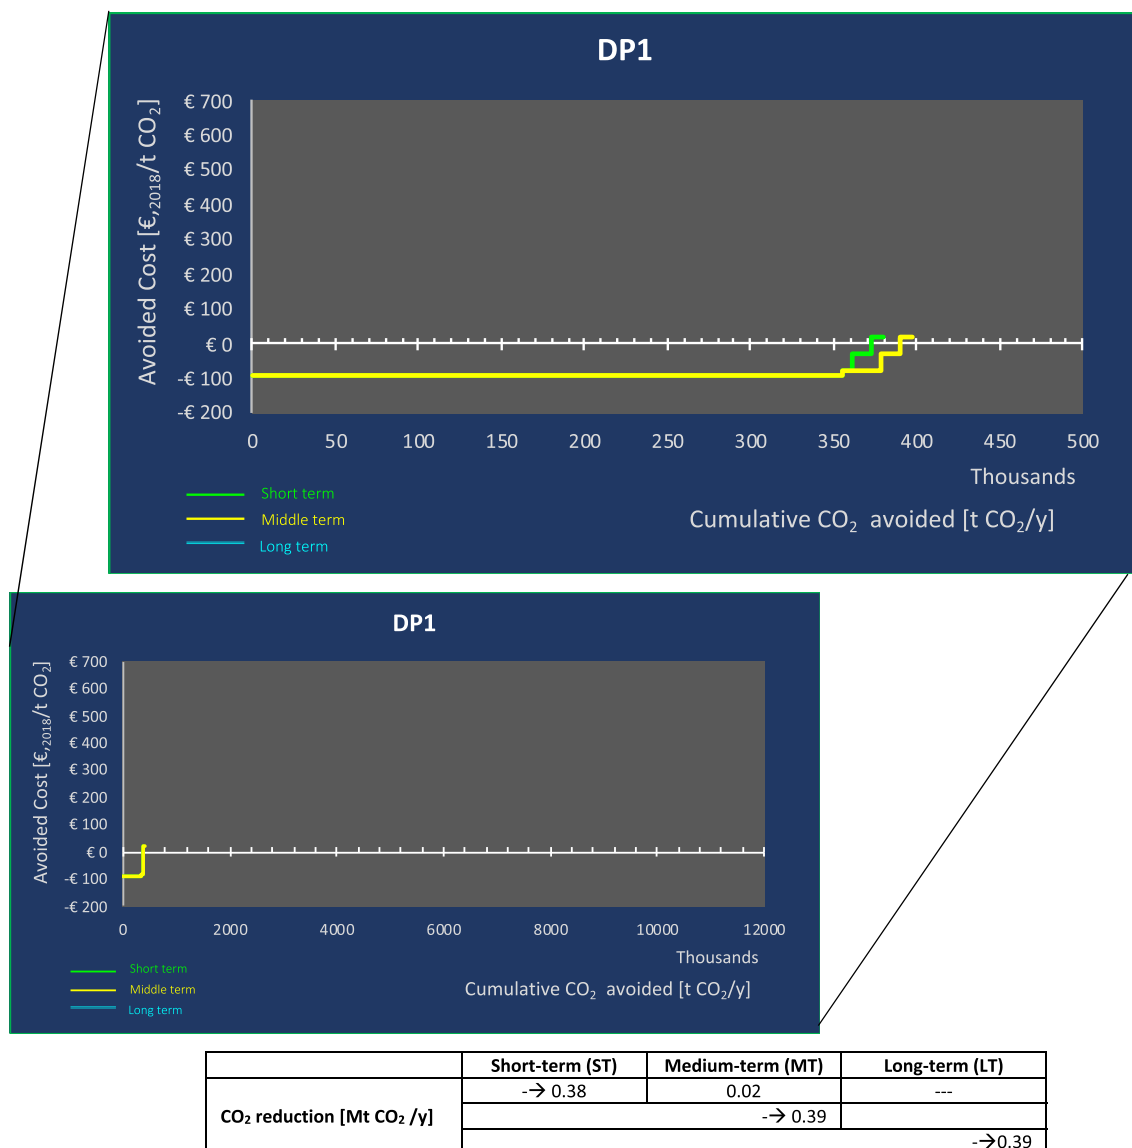 DP1
Avoided Cost [€,2018/t CO2]
€ 700
€ 600
€ 500
€ 400
€ 300
€ 200
€ 100
€ 0
-€ 100
-€ 200
0 50 100 150 200 250 300 350 400 450 500
Thousands
Cumulative CO2 avoided [t CO2/y]
Short term
Middle term
Long term
DP1
Avoided Cost [€,2018/t CO2]
€ 700
€ 600
€ 500
€ 400
€ 300
€ 200
€ 100
€ 0
-€ 100
-€ 200
0 2000 4000 6000 8000 10000 12000
Thousands
Cumulative CO2 avoided [t CO2/y]
Short term
Middle term
Long term
Short-term (ST) Medium-term (MT) Long-term (LT)
CO2 reduction [Mt CO2 /y]
-→ 0.38 0.02 ---
-→ 0.39
-→0.39